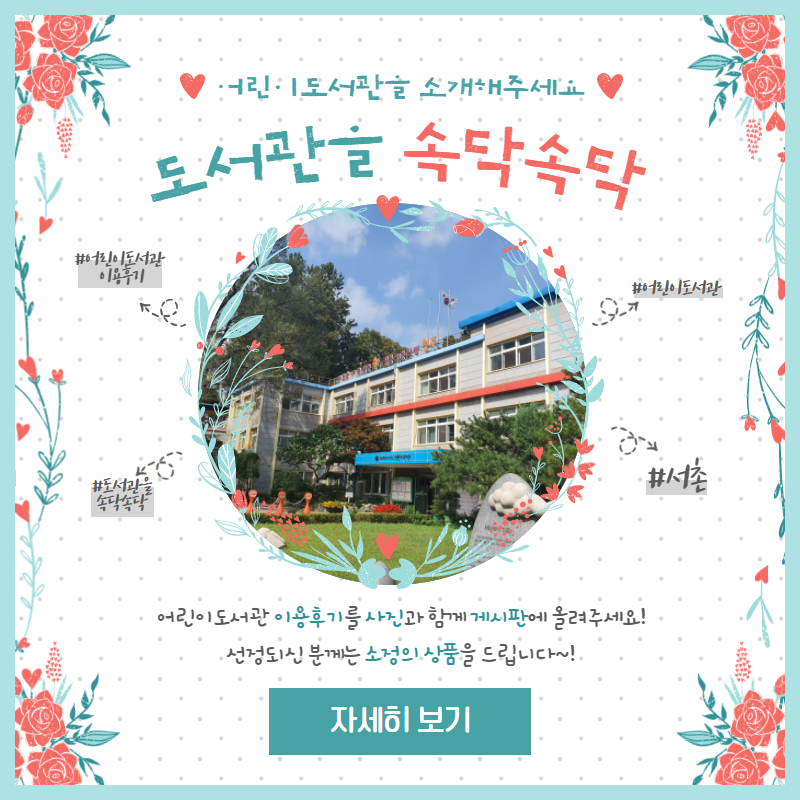 어린이도서관을 소개해주세요
도서관을 속닥속닥
#어린이도서관
이용후기
#어린이도서관
#도서관을
속닥속닥
#서촌
어린이도서관 이용후기를 사진과 함께 게시판에 올려주세요!
선정되신 분께는 소정의 상품을 드립니다~!
자세히 보기